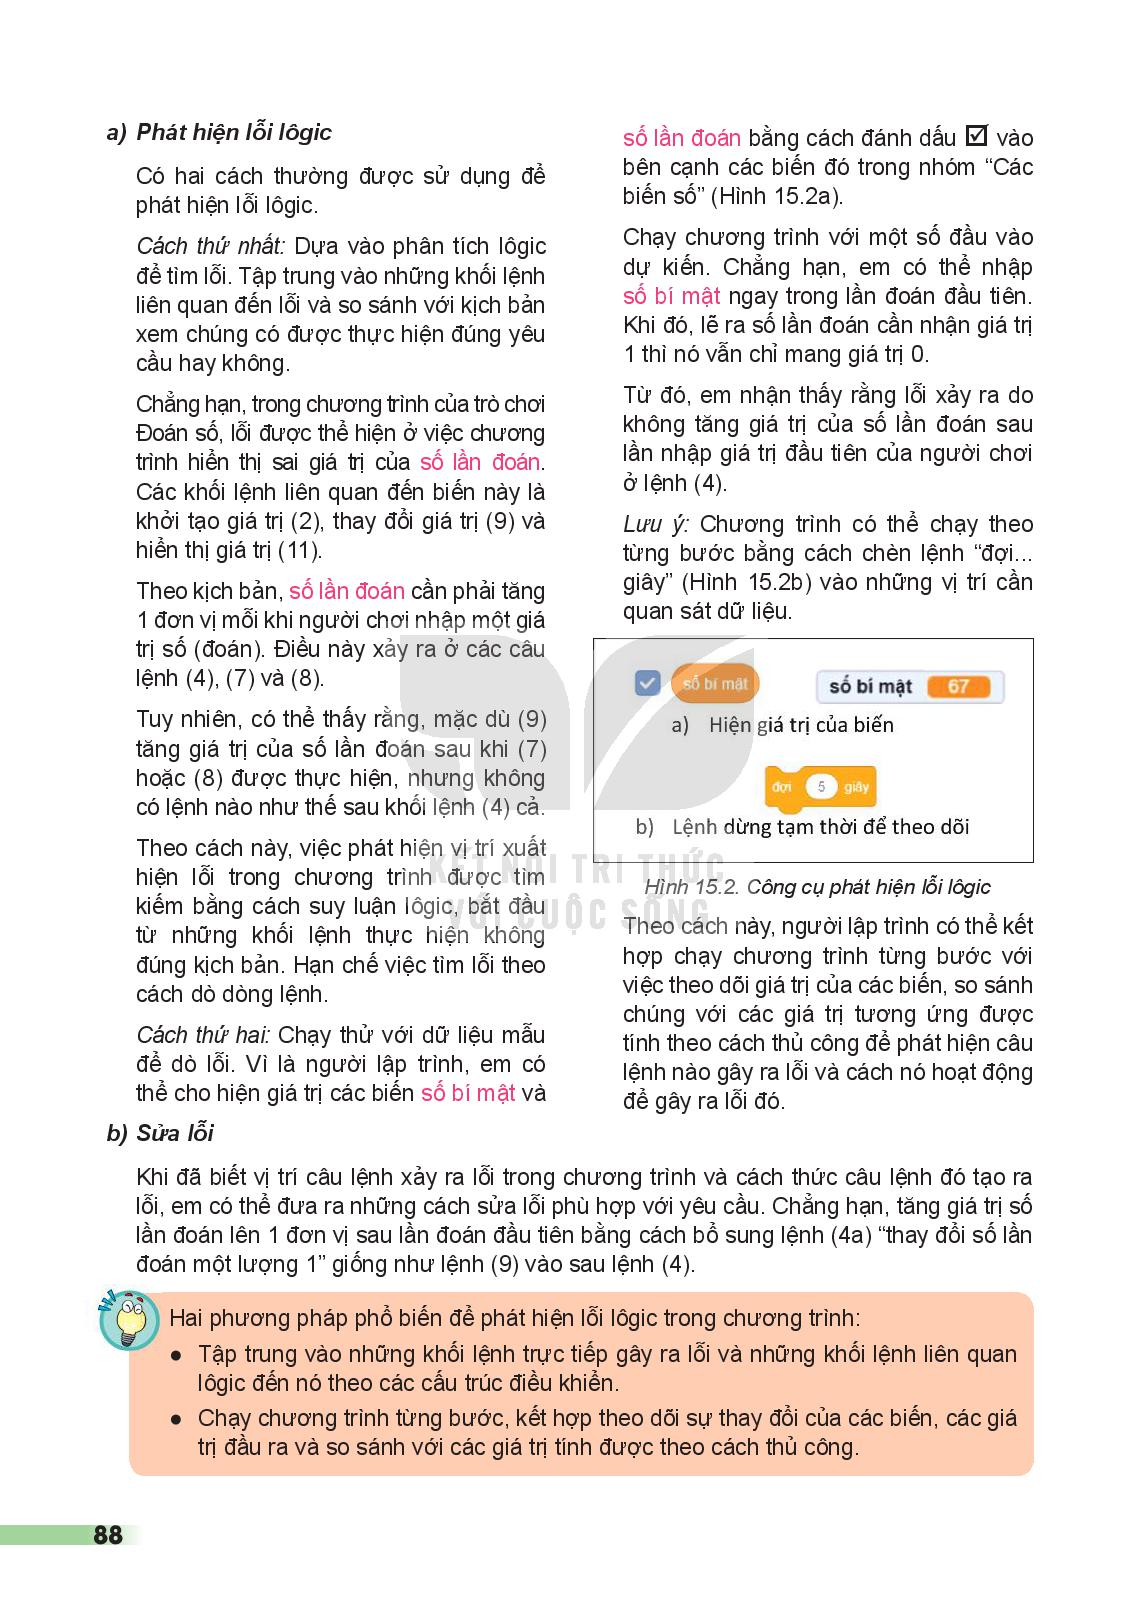 a) Phát hiện lỗi lôgic
Có hai cách thường được sử dụng để
phát hiện lỗi lôgic.
Cách thứ nhất: Dựa vào phân tích lôgic
để tìm lỗi. Tập trung vào những khối lệnh
liên quan đến lỗi và so sánh với kịch bản
xem chúng có được thực hiện đúng yêu
cầu hay không.
Chẳng hạn, trong chương trình của trò chơi
Đoán số, lỗi được thể hiện ở việc chương
trình hiển thị sai giá trị của số lần đoán.
Các khối lệnh liên quan đến biến này là
khởi tạo giá trị (2), thay đổi giá trị (9) và
hiển thị giá trị (11).
Theo kịch bản, số lần đoán cần phải tăng
1 đơn vị mỗi khi người chơi nhập một giá
trị số (đoán). Điều này xảy ra ở các câu
lệnh (4), (7) và (8).
Tuy nhiên, có thể thấy rằng, mặc dù (9)
tăng giá trị của số lần đoán sau khi (7)
hoặc (8) được thực hiện, nhưng không
có lệnh nào như thế sau khối lệnh (4) cả.
Theo cách này, việc phát hiện vị trí xuất
hiện lỗi trong chương trình được tìm
kiếm bằng cách suy luận lôgic, bắt đầu
từ những khối lệnh thực hiện không
đúng kịch bản. Hạn chế việc tìm lỗi theo
cách dò dòng lệnh.
Cách thứ hai: Chạy thử với dữ liệu mẫu
để dò lỗi. Vì là người lập trình, em có
thể cho hiện giá trị các biến số bí mật và
số lần đoán bằng cách đánh dấu ☑ vào
bên cạnh các biến đó trong nhóm “Các
biến số” (Hình 15.2a).
Chạy chương trình với một số đầu vào
dự kiến. Chẳng hạn, em có thể nhập
số bí mật ngay trong lần đoán đầu tiên.
Khi đó, lẽ ra số lần đoán cần nhận giá trị
1 thì nó vẫn chỉ mang giá trị 0.
Từ đó, em nhận thấy rằng lỗi xảy ra do
không tăng giá trị của số lần đoán sau
lần nhập giá trị đầu tiên của người chơi
ở lệnh (4).
Lưu ý: Chương trình có thể chạy theo
từng bước bằng cách chèn lệnh “đợi...
giây” (Hình 15.2b) vào những vị trí cần
quan sát dữ liệu.
số bí mật số bí mật 67
a) Hiện giá trị của biến
đợi 5 giây
b) Lệnh dừng tạm thời để theo dõi
KẾT NỐI TRI THỨC
VỚI CUỘC SỐNG
Hình 15.2. Công cụ phát hiện lỗi lôgic
Theo cách này, người lập trình có thể kết
hợp chạy chương trình từng bước với
việc theo dõi giá trị của các biến, so sánh
chúng với các giá trị tương ứng được
tính theo cách thủ công để phát hiện câu
lệnh nào gây ra lỗi và cách nó hoạt động
để gây ra lỗi đó.
b) Sửa lỗi
Khi đã biết vị trí câu lệnh xảy ra lỗi trong chương trình và cách thức câu lệnh đó tạo ra
lỗi, em có thể đưa ra những cách sửa lỗi phù hợp với yêu cầu. Chẳng hạn, tăng giá trị số
lần đoán lên 1 đơn vị sau lần đoán đầu tiên bằng cách bổ sung lệnh (4a) “thay đổi số lần
đoán một lượng 1” giống như lệnh (9) vào sau lệnh (4).
Hai phương pháp phổ biến để phát hiện lỗi lôgic trong chương trình:
● Tập trung vào những khối lệnh trực tiếp gây ra lỗi và những khối lệnh liên quan
lôgic đến nó theo các cấu trúc điều khiển.
● Chạy chương trình từng bước, kết hợp theo dõi sự thay đổi của các biến, các giá
trị đầu ra và so sánh với các giá trị tính được theo cách thủ công.
88